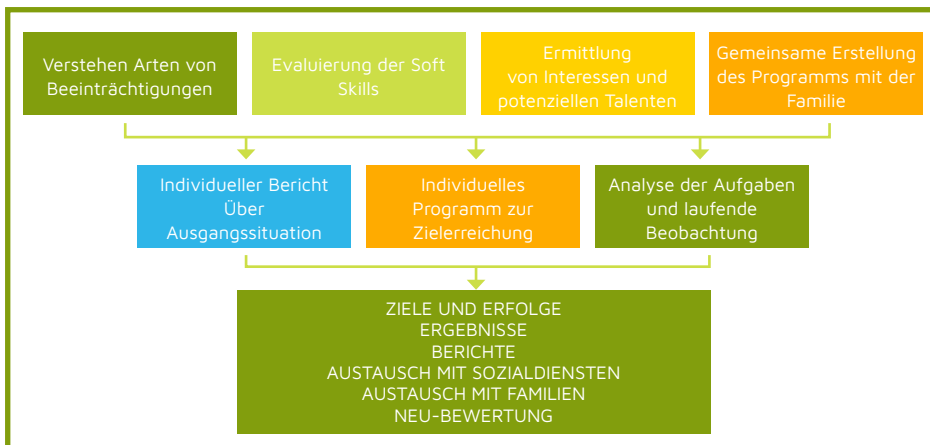 Verstehen Arten von
Beeinträchtigungen
Evaluierung der Soft
Skills
Ermittlung
von Interessen und
potenziellen Talenten
Gemeinsame Erstellung
des Programms mit der
Familie
Individueller Bericht
Über
Ausgangssituation
Individuelles
Programm zur
Zielerreichung
Analyse der Aufgaben
und laufende
Beobachtung
ZIELE UND ERFOLGE
ERGEBNISSE
BERICHTE
AUSTAUSCH MIT SOZIALDIENSTEN
AUSTAUSCH MIT FAMILIEN
NEU-BEWERTUNG